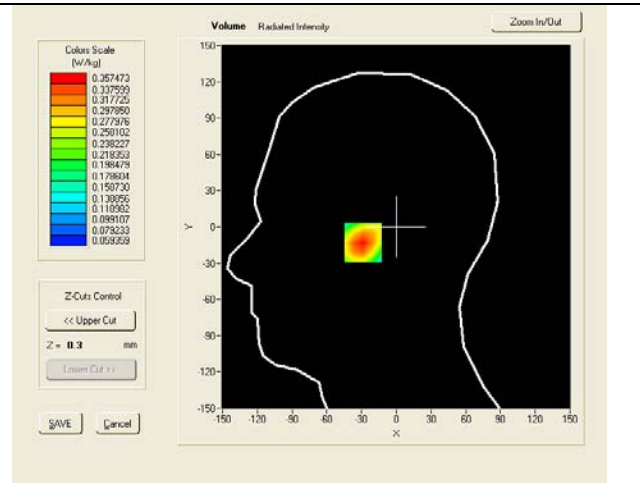 Volume Radiated Intensity
Zoom In/Out
Colors Scale
(W/kg)
0.357473
0.337599
0.317725
0.297850
0.277976
0.258102
0.238227
0.218353
0.198479
0.178604
0.158730
0.138856
0.118982
0.099107
0.079233
0.059359
Z-Cuts Control
<< Upper Cut
Z = 0.3 mm
Lower Cut >>
SAVE Cancel
150
120
90
60
30
0
-30
-60
-90
-120
-150
Y
-150 -120 -90 -60 -30 0 30 60 90 120 150
X